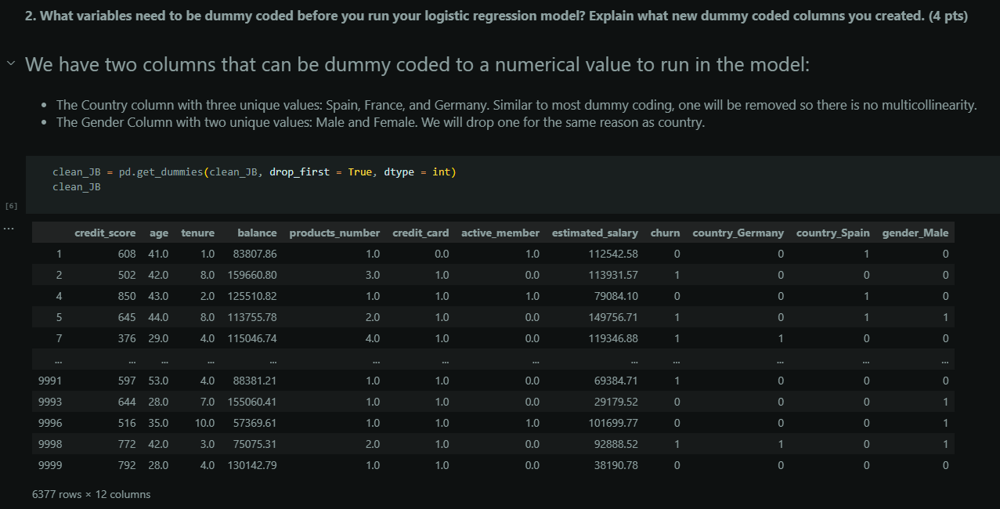 2. What variables need to be dummy coded before you run your logistic regression model? Explain what new dummy coded columns you created. (4 pts)
We have two columns that can be dummy coded to a numerical value to run in the model:
• The Country column with three unique values: Spain, France, and Germany. Similar to most dummy coding, one will be removed so there is no multicollinearity.
• The Gender Column with two unique values: Male and Female. We will drop one for the same reason as country.
clean_JB = pd.get_dummies(clean_JB, drop_first = True, dtype = int)
clean_JB
[6]
...
credit_score age tenure balance products_number credit_card active_member estimated_salary churn country_Germany country_Spain gender_Male
1 608 41.0 1.0 83807.86 1.0 0.0 1.0 112542.58 0 0 1 0
2 502 42.0 8.0 159660.80 3.0 1.0 0.0 113931.57 1 0 0 0
4 850 43.0 2.0 125510.82 1.0 1.0 1.0 79084.10 0 0 1 0
5 645 44.0 8.0 113755.78 2.0 1.0 0.0 149756.71 1 0 1 1
7 376 29.0 4.0 115046.74 4.0 1.0 0.0 119346.88 1 1 0 0
... ... ... ... ... ... ... ... ... ... ... ... ...
9991 597 53.0 4.0 88381.21 1.0 1.0 0.0 69384.71 1 0 0 0
9993 644 28.0 7.0 155060.41 1.0 1.0 0.0 29179.52 0 0 0 1
9996 516 35.0 10.0 57369.61 1.0 1.0 1.0 101699.77 0 0 0 1
9998 772 42.0 3.0 75075.31 2.0 1.0 0.0 92888.52 1 1 0 1
9999 792 28.0 4.0 130142.79 1.0 1.0 0.0 38190.78 0 0 0 0
6377 rows × 12 columns